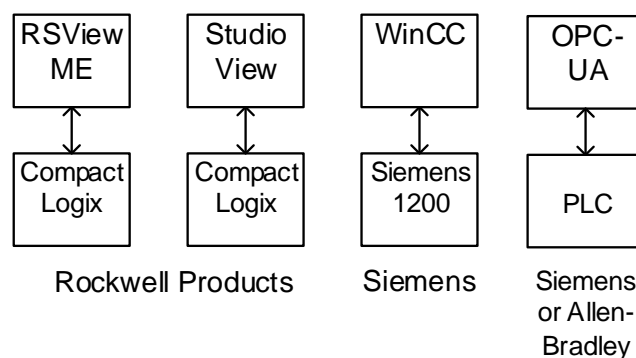 RSView
ME
Studio
View
WinCC
OPC-
UA
Compact
Logix
Compact
Logix
Siemens
1200
PLC
Rockwell Products
Siemens
Siemens
or Allen-
Bradley